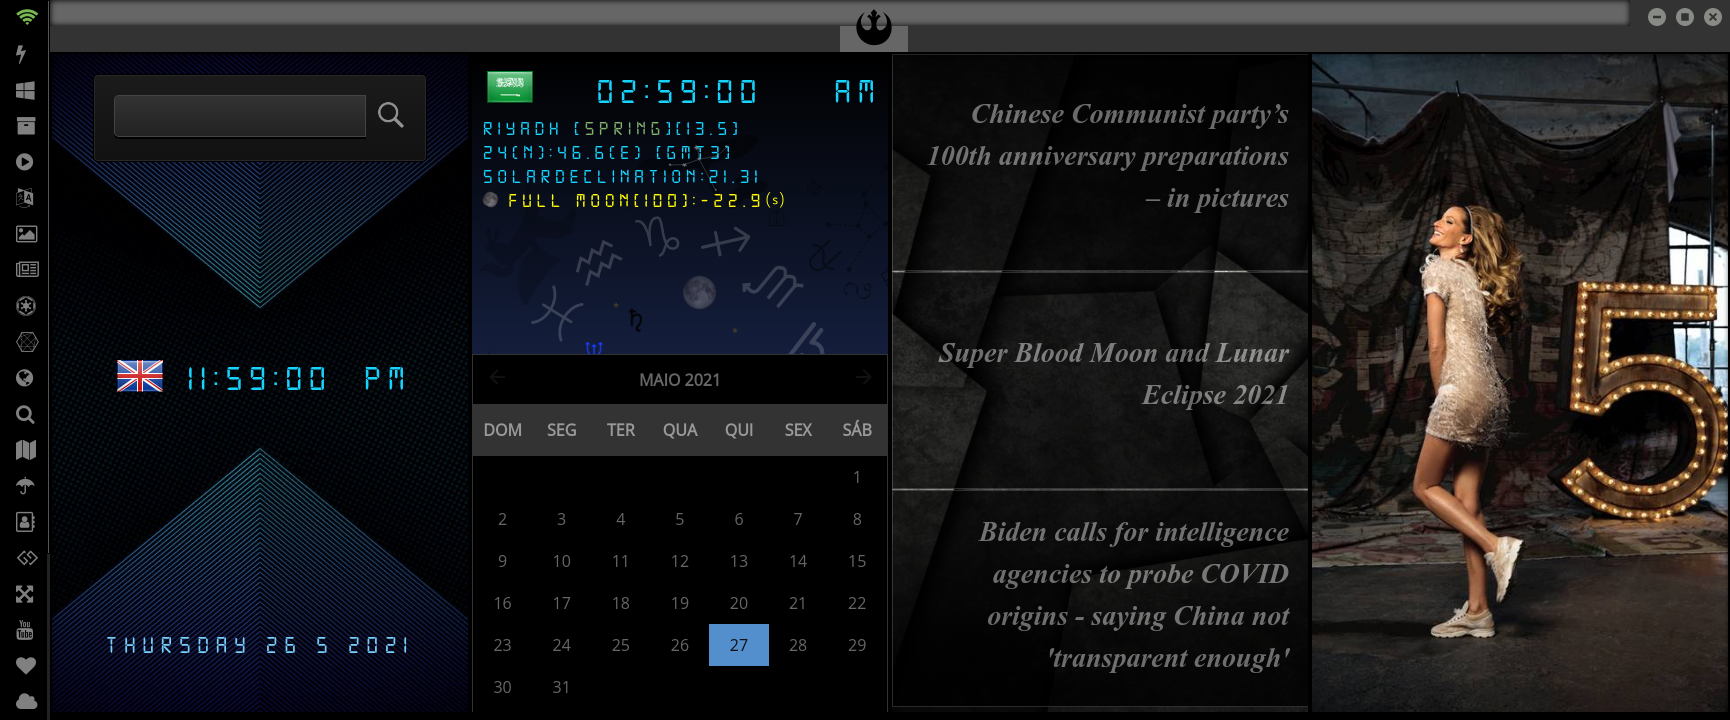 11:59:00 PM
THURSDAY 26 5 2021
02:59:00 AM
RIYADH [SPRING](13.5)
24(N):46.6(E) [GMT3]
SOLARDECLINATION:21.31
FULL MOON(100):-22.9(s)
MAIO 2021
DOM SEG TER QUA QUI SEX SÁB
1
2 3 4 5 6 7 8
9 10 11 12 13 14 15
16 17 18 19 20 21 22
23 24 25 26 27 28 29
30 31
Chinese Communist party’s
100th anniversary preparations
– in pictures
Super Blood Moon and Lunar
Eclipse 2021
Biden calls for intelligence
agencies to probe COVID
origins - saying China not
'transparent enough'
5
You
Tube